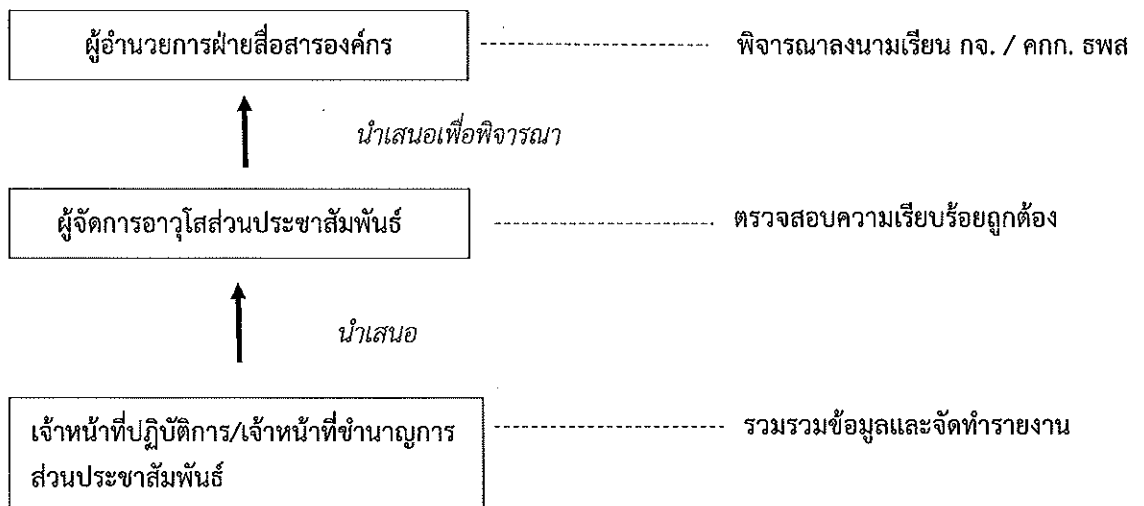 ผู้อำนวยการฝ่ายสื่อสารองค์กร ----------------------- พิจารณาลงนามเรียน กจ. / คกก. ธพส
นำเสนอเพื่อพิจารณา
ผู้จัดการอาวุโสส่วนประชาสัมพันธ์ ----------------------- ตรวจสอบความเรียบร้อยถูกต้อง
นำเสนอ
เจ้าหน้าที่ปฏิบัติการ/เจ้าหน้าที่ชำนาญการ ----------------------- รวมรวมข้อมูลและจัดทำรายงาน
ส่วนประชาสัมพันธ์